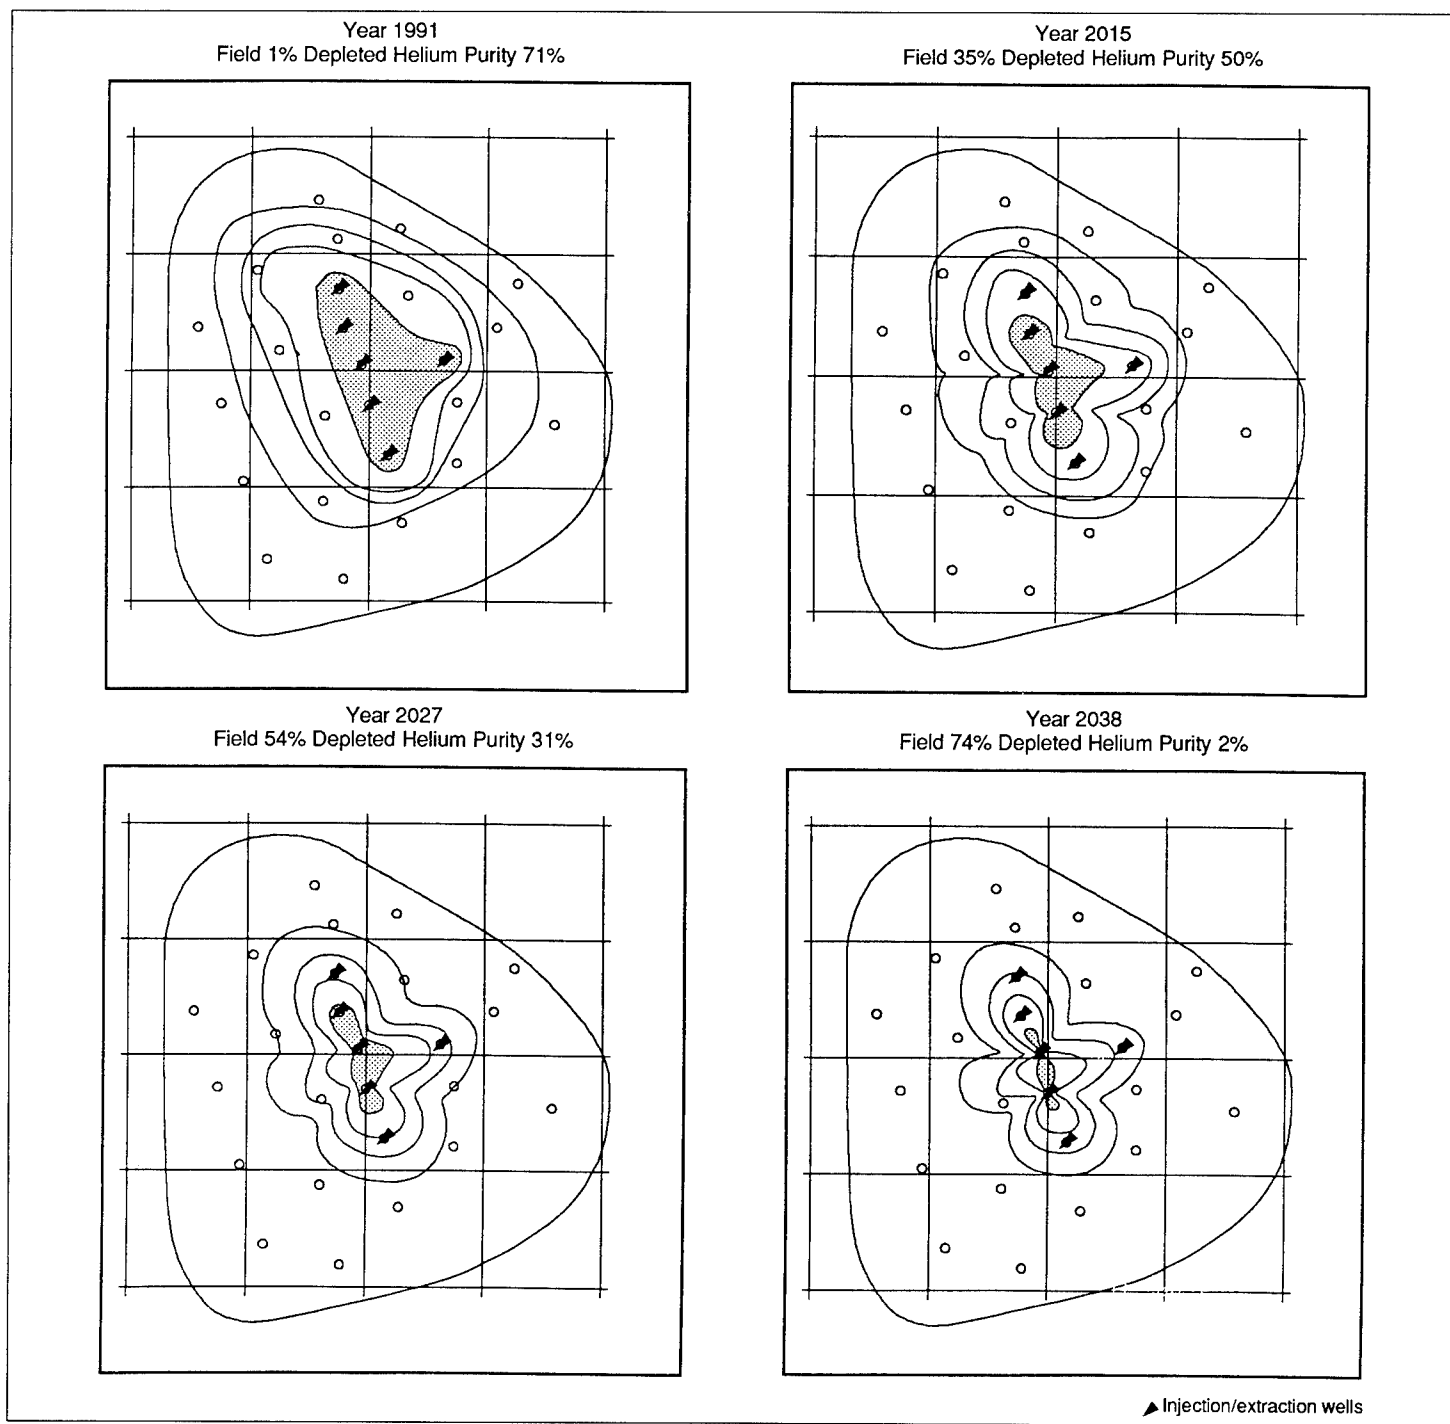 Year 1991
Field 1% Depleted Helium Purity 71%
Year 2015
Field 35% Depleted Helium Purity 50%
Year 2027
Field 54% Depleted Helium Purity 31%
Year 2038
Field 74% Depleted Helium Purity 2%
Injection/extraction wells